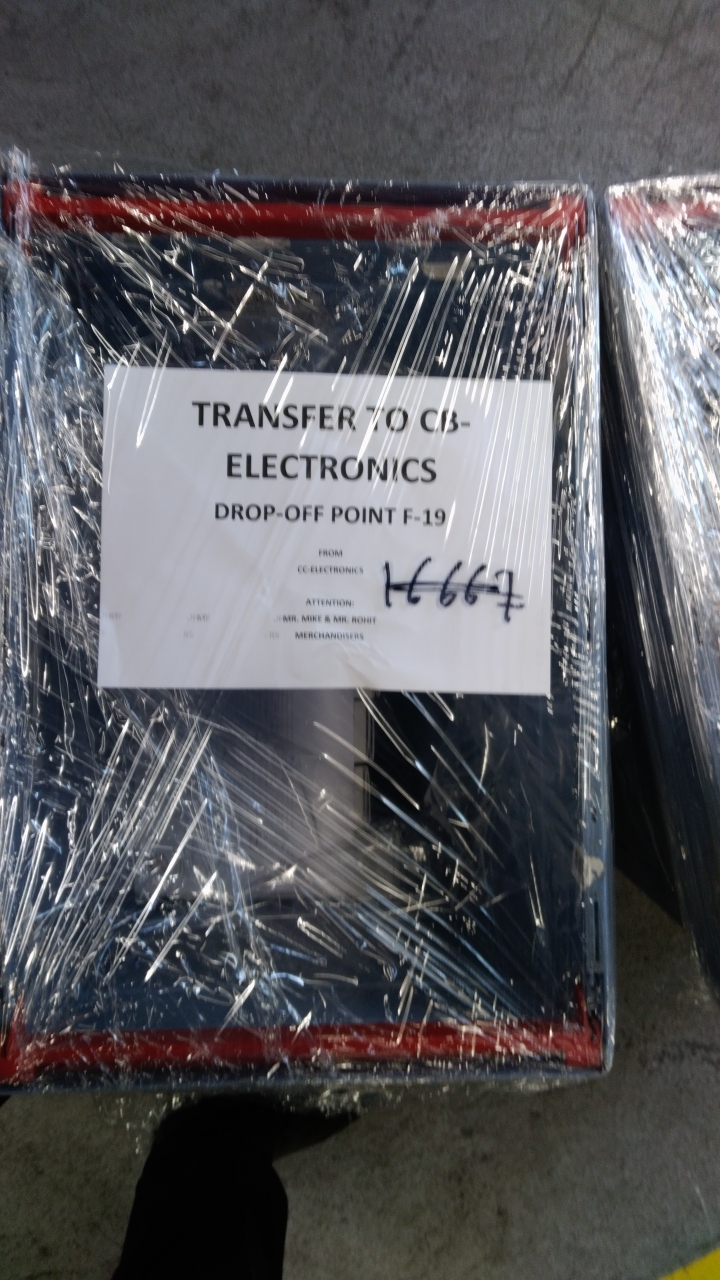 TRANSFER TO CB-
ELECTRONICS
DROP-OFF POINT F-19
FROM
CC-ELECTRONICS
16667
ATTENTION:
MR. MIKE & MR. ROHIT
MERCHANDISERS